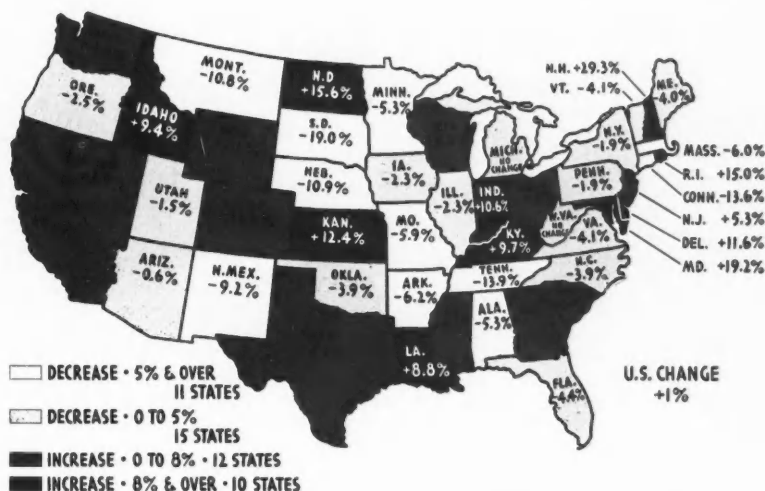 MONT.
-10.8%
N.D
+15.6%
MINN.
-5.3%
ORE.
-2.5%
IDAHO
+9.4%
S.D.
-19.0%
NEB.
-10.9%
IA.
-2.3%
MICH.
NO CHANGE
N.H. +29.3%
VT. -4.1%
ME.
-4.0%
N.Y.
-1.9%
PENN.
-1.9%
MASS. -6.0%
R.I. +15.0%
CONN. -13.6%
N.J. +5.3%
DEL. +11.6%
MD. +19.2%
UTAH
-1.5%
KAN.
+12.4%
MO.
-5.9%
ILL.
-2.3%
IND.
+10.6%
KY.
+9.7%
W.VA.
NO CHANGE
VA.
-4.1%
ARIZ.
-0.6%
N.MEX.
-9.2%
OKLA.
-3.9%
ARK.
-6.2%
TENN.
-13.9%
N.C.
-3.9%
ALA.
-5.3%
LA.
+8.8%
FLA.
-4.4%
U.S. CHANGE
+1%
DECREASE • 5% & OVER
11 STATES
DECREASE • 0 TO 5%
15 STATES
INCREASE • 0 TO 8% • 12 STATES
INCREASE • 8% & OVER • 10 STATES